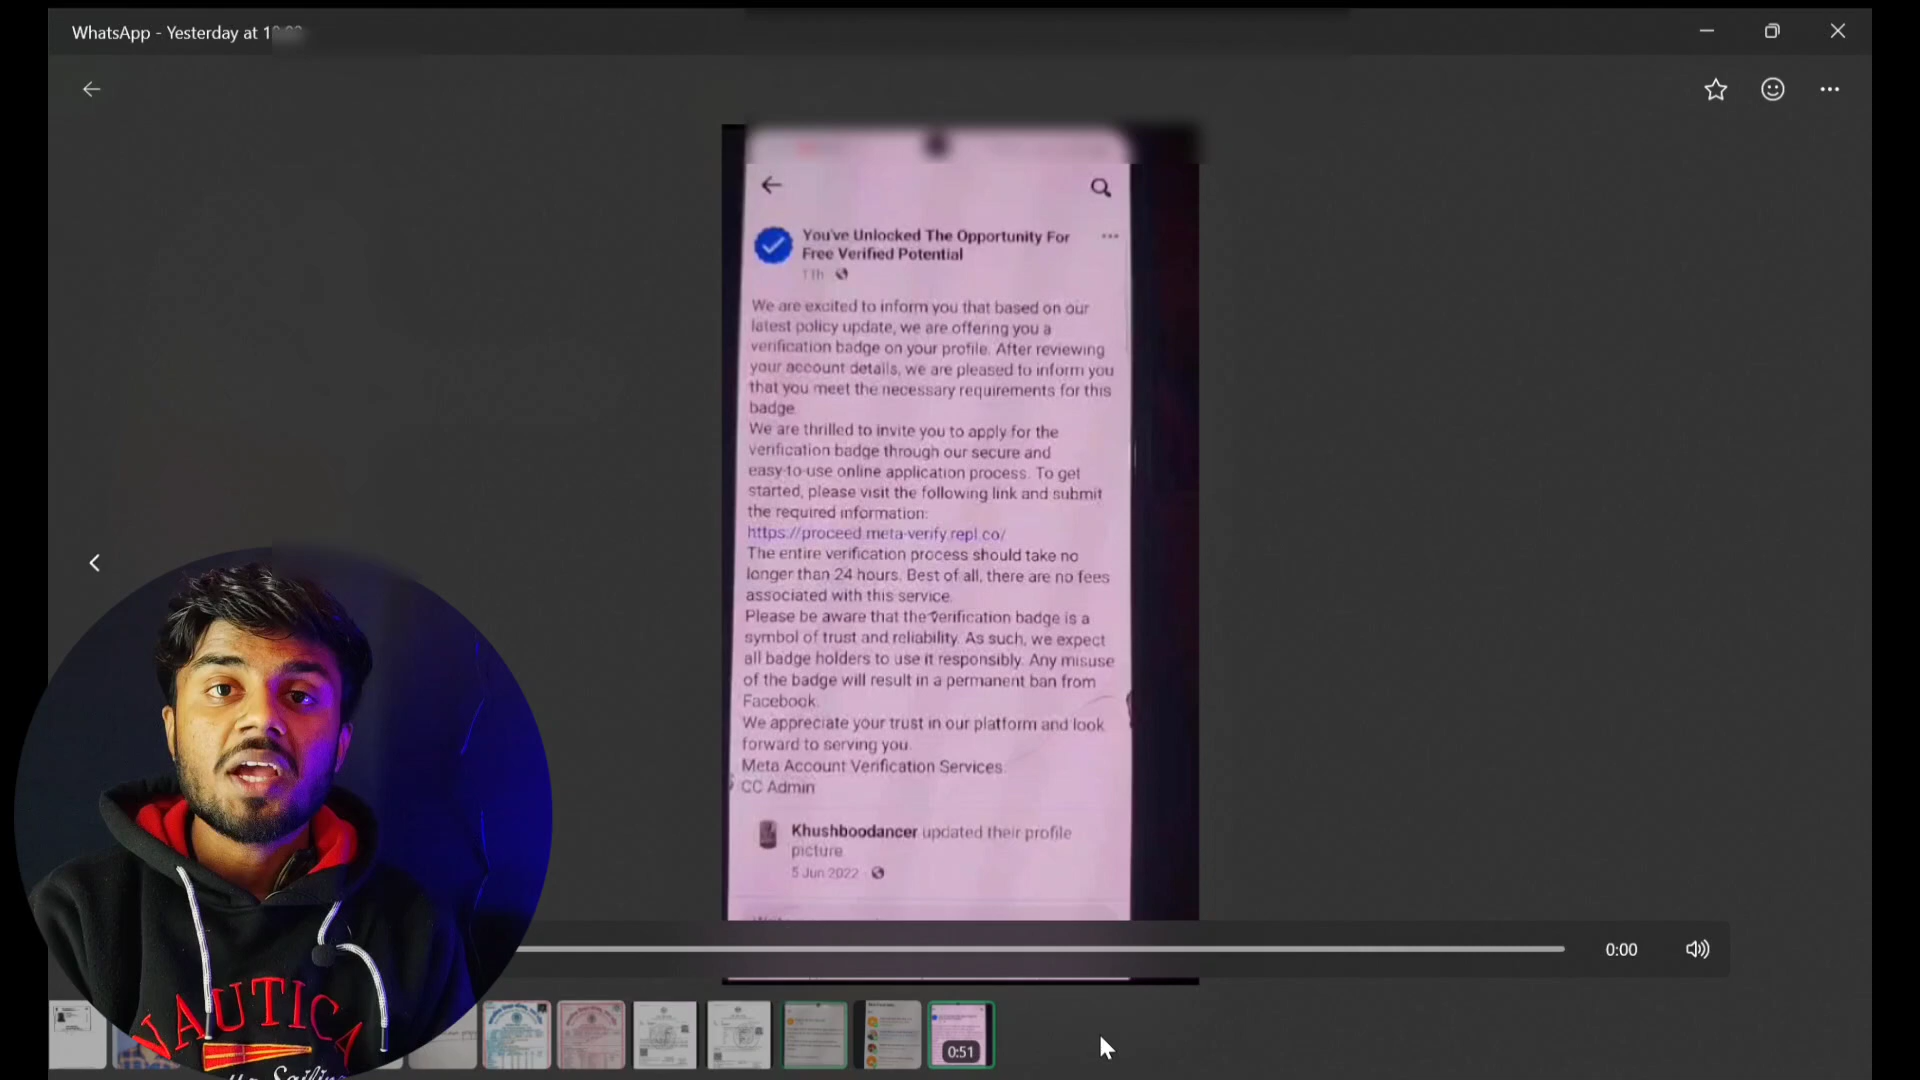 WhatsApp - Yesterday at
You've Unlocked The Opportunity For
Free Verified Potential
11h
We are excited to inform you that based on our
latest policy update, we are offering you a
verification badge on your profile. After reviewing
your account details, we are pleased to inform you
that you meet the necessary requirements for this
badge.
We are thrilled to invite you to apply for the
verification badge through our secure and
easy-to-use online application process. To get
started, please visit the following link and submit
the required information:
https://proceed.meta-verify.repl.co/
The entire verification process should take no
longer than 24 hours. Best of all, there are no fees
associated with this service.
Please be aware that the verification badge is a
symbol of trust and reliability. As such, we expect
all badge holders to use it responsibly. Any misuse
of the badge will result in a permanent ban from
Facebook.
We appreciate your trust in our platform and look
forward to serving you.
Meta Account Verification Services.
CC Admin
Khushboodancer updated their profile
picture.
5 Jun 2022
0:00
0:51
NAUTICA